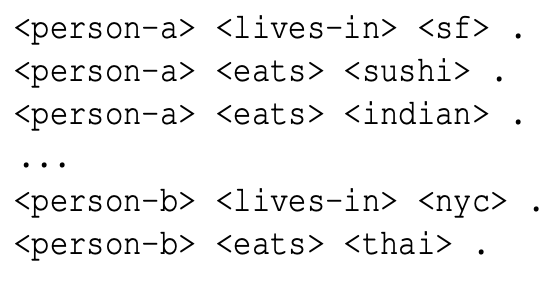 <person-a> <lives-in> <sf> .
<person-a> <eats> <sushi> .
<person-a> <eats> <indian> .
...
<person-b> <lives-in> <nyc> .
<person-b> <eats> <thai> .